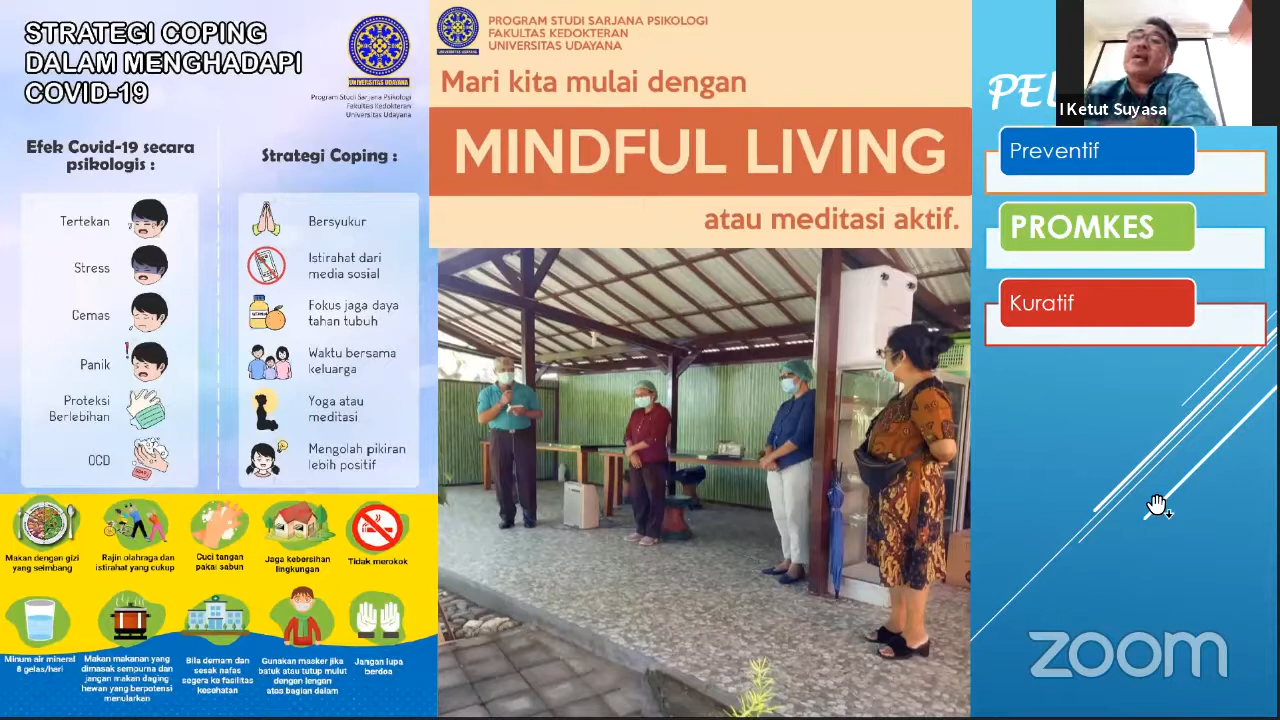 STRATEGI COPING
DALAM MENGHADAPI
COVID-19
UNIVERSITAS UDAYANA
Program Studi Sarjana Psikologi
Fakultas Kedokteran
Universitas Udayana
Efek Covid-19 secara
psikologis :
Tertekan
Stress
Cemas
Panik
Proteksi
Berlebihan
OCD
Strategi Coping :
Bersyukur
Istirahat dari
media sosial
Fokus jaga daya
tahan tubuh
Waktu bersama
keluarga
Yoga atau
meditasi
Mengolah pikiran
lebih positif
Makan dengan gizi
yang seimbang
Rajin olahraga dan
istirahat yang cukup
Cuci tangan
pakai sabun
Jaga kebersihan
lingkungan
Tidak merokok
Minum air mineral
8 gelas/hari
Makan makanan yang
dimasak sempurna dan
jangan makan daging
hewan yang berpotensi
menularkan
Bila demam dan
sesak nafas
segera ke fasilitas
kesehatan
Gunakan masker jika
batuk atau tutup mulut
dengan lengan
atas bagian dalam
Jangan lupa
berdoa
PROGRAM STUDI SARJANA PSIKOLOGI
FAKULTAS KEDOKTERAN
UNIVERSITAS UDAYANA
Mari kita mulai dengan
MINDFUL LIVING
atau meditasi aktif.
I Ketut Suyasa
Preventif
PROMKES
Kuratif
zoom